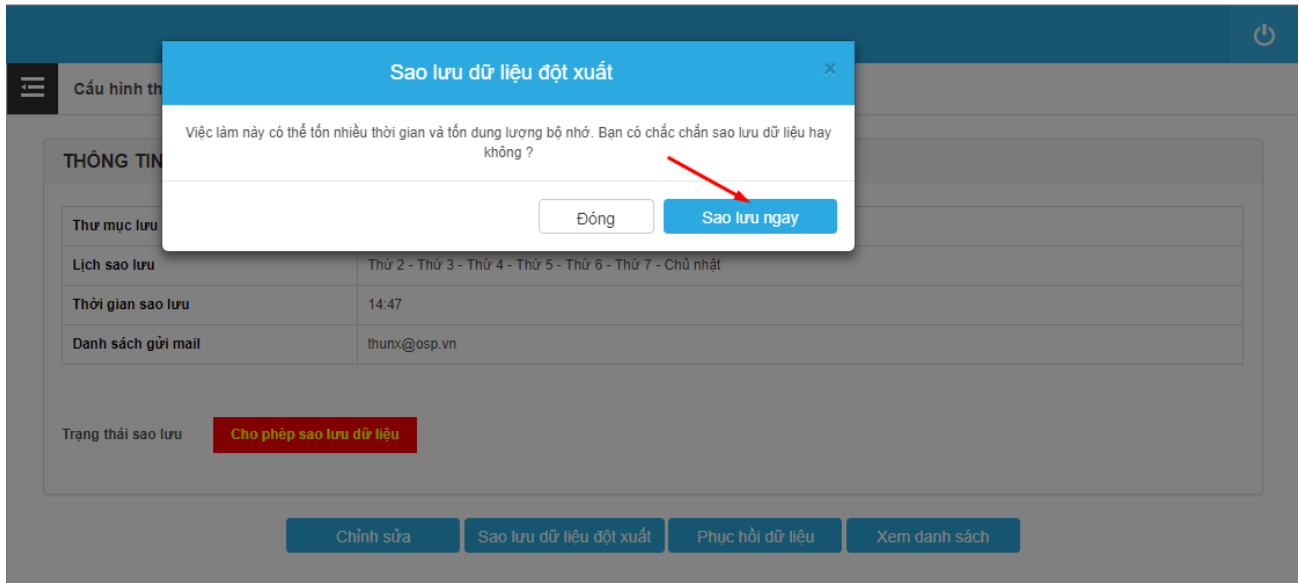 Sao lưu dữ liệu đột xuất
×
Cấu hình th
Việc làm này có thể tốn nhiều thời gian và tốn dung lượng bộ nhớ. Bạn có chắc chắn sao lưu dữ liệu hay
không ?
THÔNG TIN
Đóng Sao lưu ngay
Thư mục lưu
Lịch sao lưu Thứ 2 - Thứ 3 - Thứ 4 - Thứ 5 - Thứ 6 - Thứ 7 - Chủ nhật
Thời gian sao lưu 14:47
Danh sách gửi mail thunx@osp.vn
Trạng thái sao lưu Cho phép sao lưu dữ liệu
Chỉnh sửa Sao lưu dữ liệu đột xuất Phục hồi dữ liệu Xem danh sách